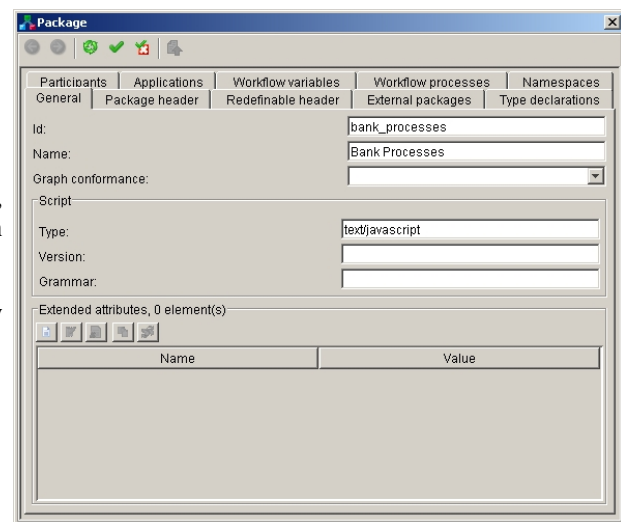 Package
Participants Applications Workflow variables Workflow processes Namespaces
General Package header Redefinable header External packages Type declarations
Id: bank_processes
Name: Bank Processes
Graph conformance:
Script
Type: text/javascript
Version:
Grammar:
Extended attributes, 0 element(s)
Name Value